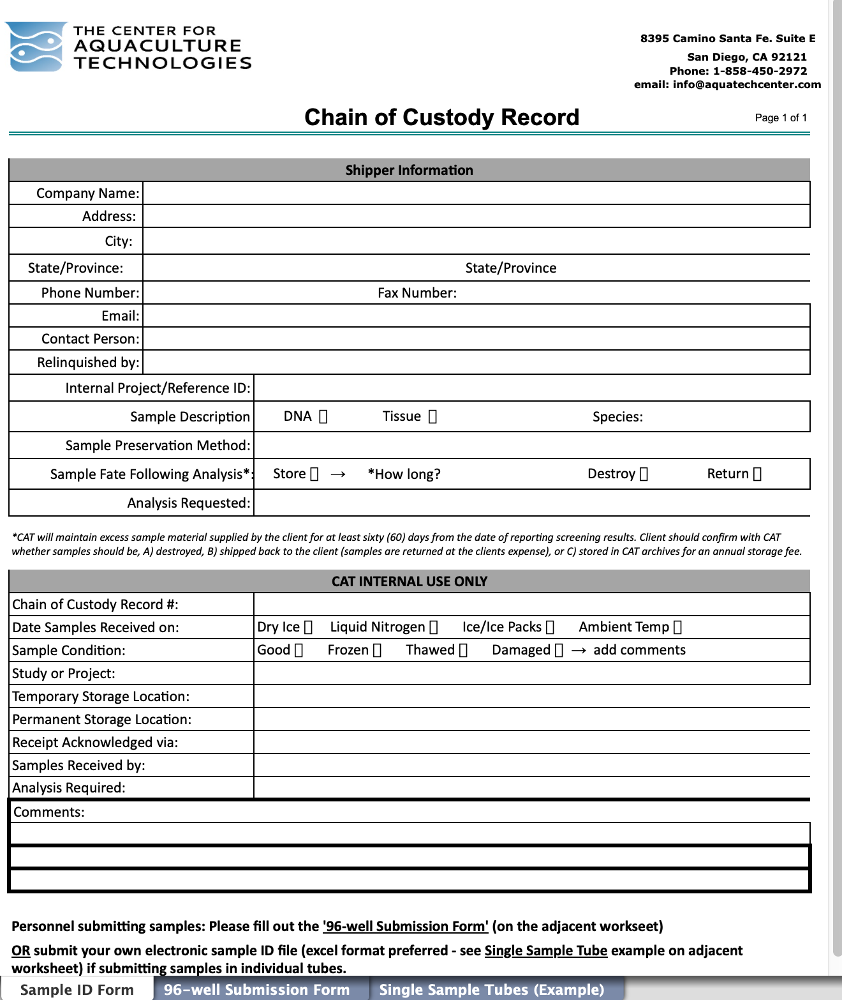 THE CENTER FOR
AQUACULTURE
TECHNOLOGIES
8395 Camino Santa Fe. Suite E
San Diego, CA 92121
Phone: 1-858-450-2972
email: info@aquatechcenter.com
Chain of Custody Record
Page 1 of 1
Shipper Information
Company Name:
Address:
City:
State/Province: State/Province
Phone Number: Fax Number:
Email:
Contact Person:
Relinquished by:
Internal Project/Reference ID:
Sample Description DNA Tissue Species:
Sample Preservation Method:
Sample Fate Following Analysis*: Store → *How long? Destroy Return
Analysis Requested:
*CAT will maintain excess sample material supplied by the client for at least sixty (60) days from the date of reporting screening results. Client should confirm with CAT
whether samples should be, A) destroyed, B) shipped back to the client (samples are returned at the clients expense), or C) stored in CAT archives for an annual storage fee.
CAT INTERNAL USE ONLY
Chain of Custody Record #:
Date Samples Received on: Dry Ice Liquid Nitrogen Ice/Ice Packs Ambient Temp
Sample Condition: Good Frozen Thawed Damaged → add comments
Study or Project:
Temporary Storage Location:
Permanent Storage Location:
Receipt Acknowledged via:
Samples Received by:
Analysis Required:
Comments:
Personnel submitting samples: Please fill out the '96-well Submission Form' (on the adjacent workseet)
OR submit your own electronic sample ID file (excel format preferred - see Single Sample Tube example on adjacent
worksheet) if submitting samples in individual tubes.
Sample ID Form 96-well Submission Form Single Sample Tubes (Example)